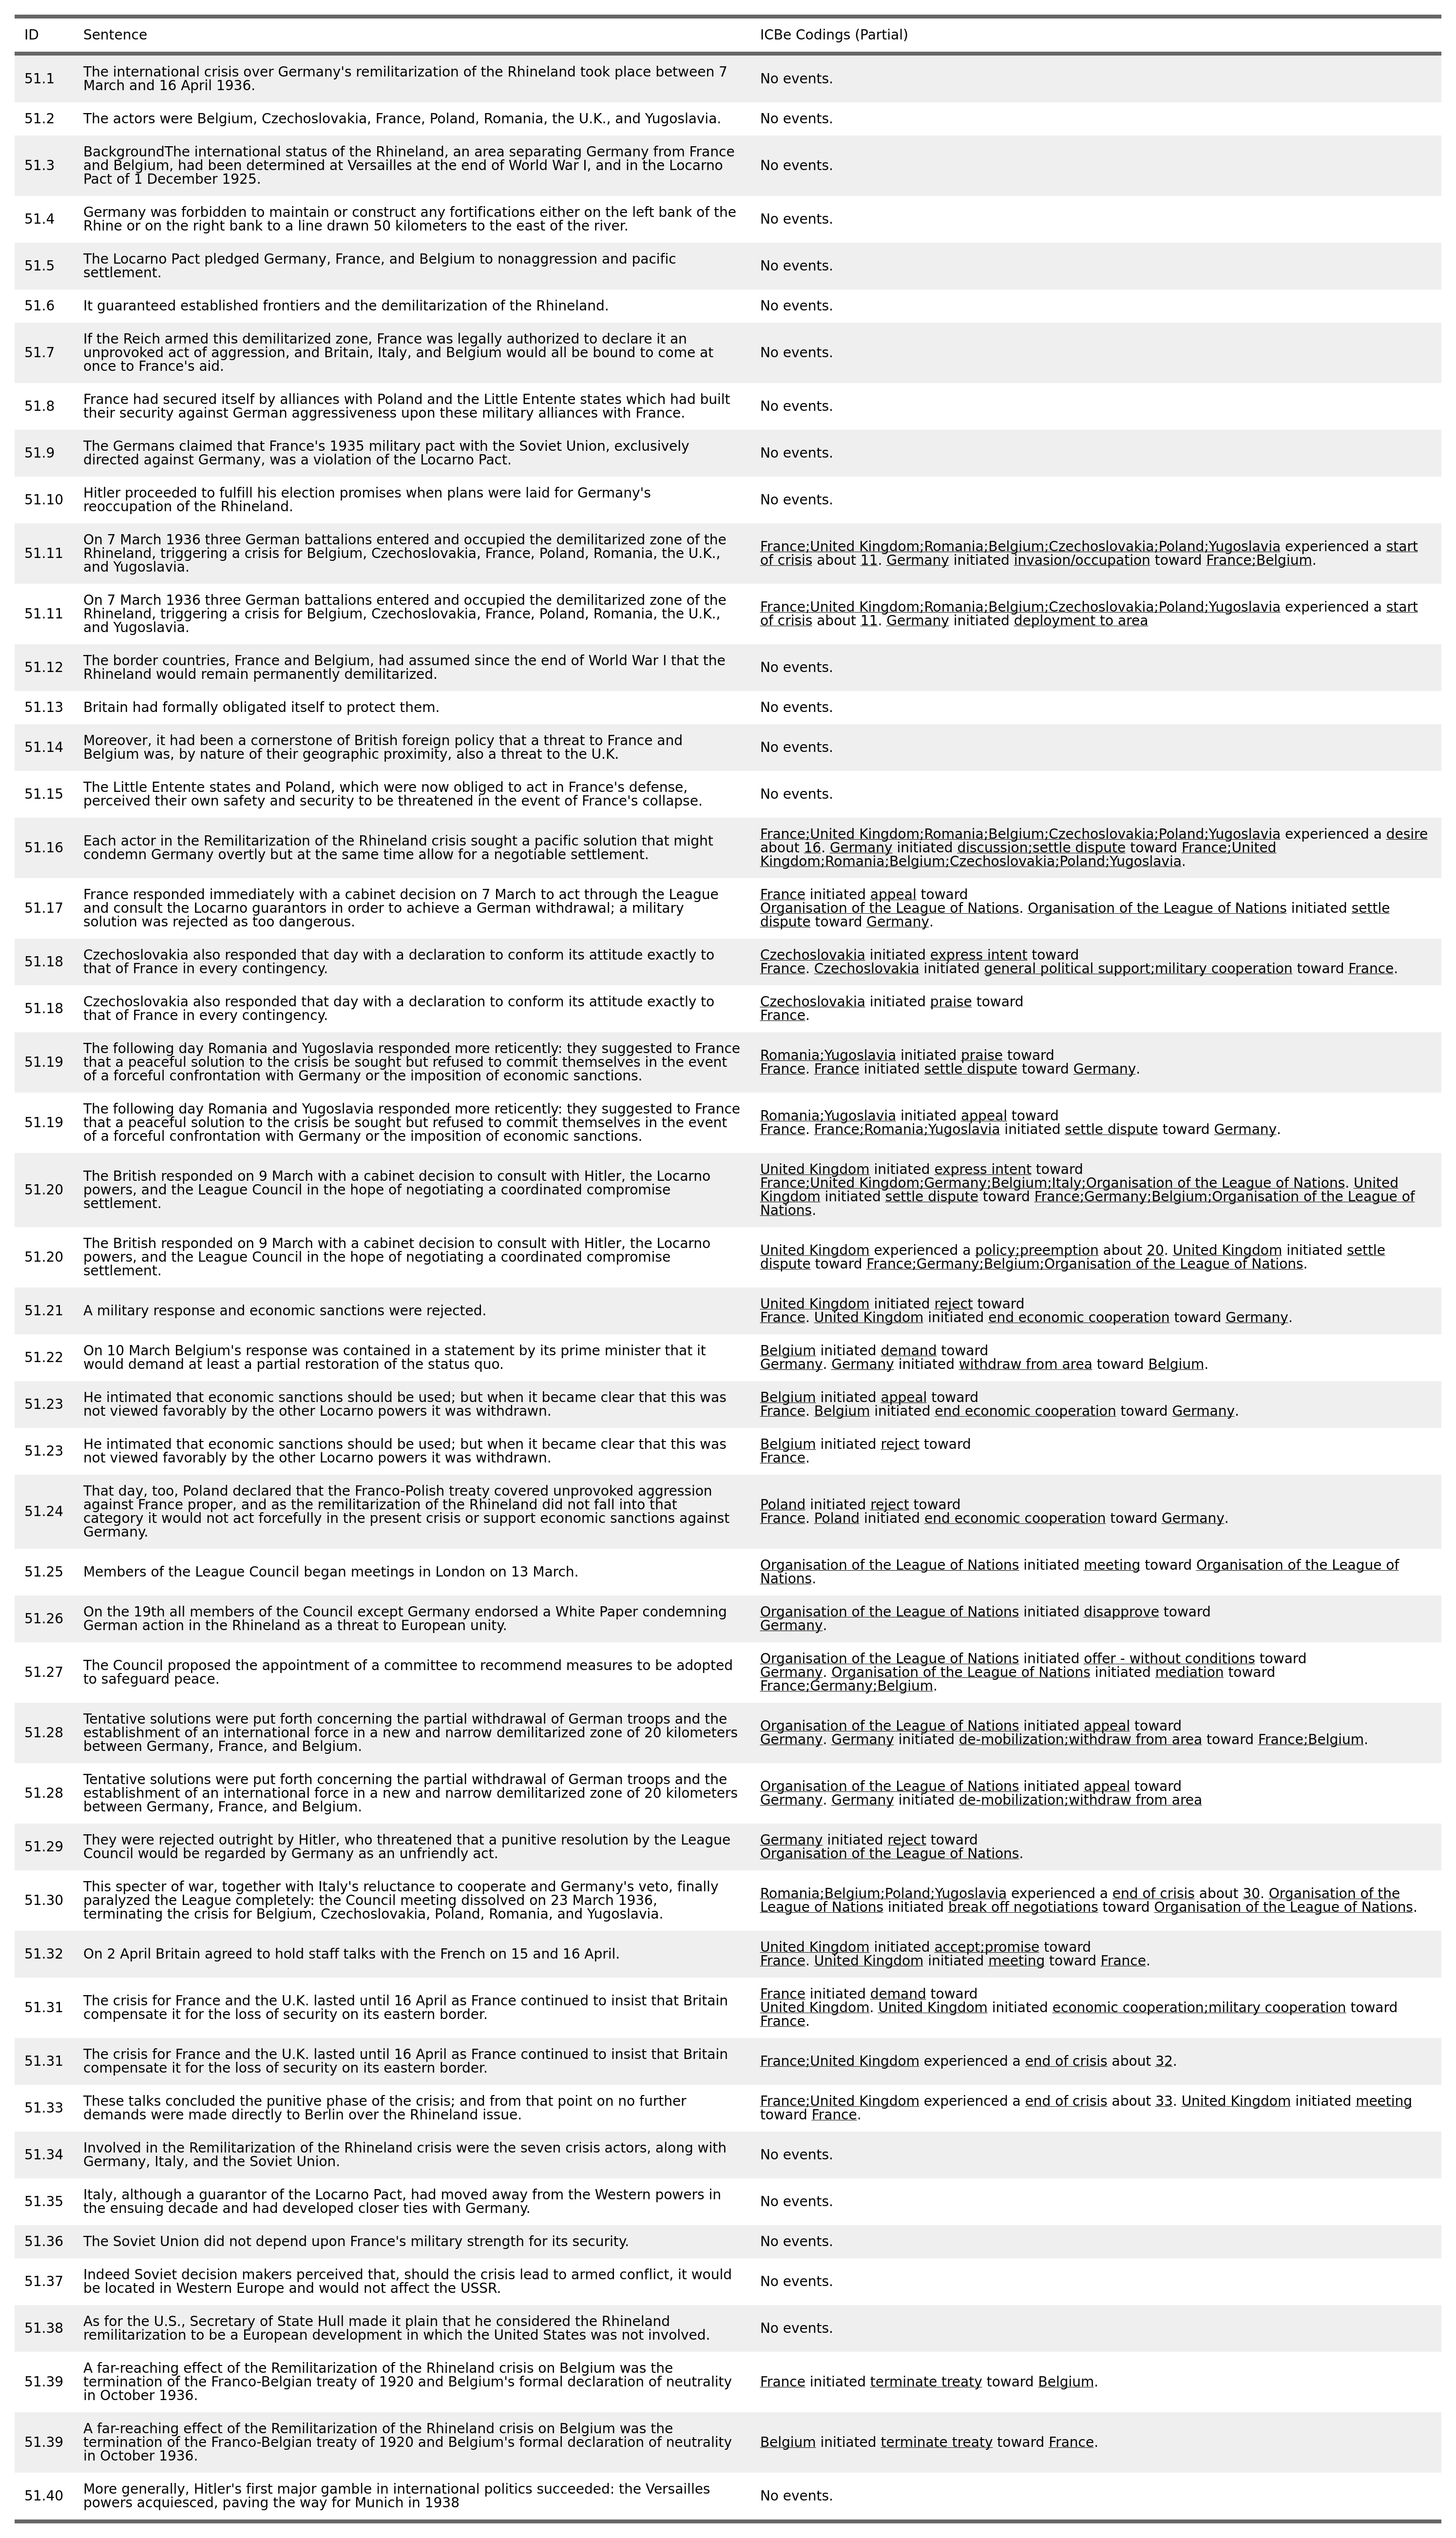 ID Sentence ICBe Codings (Partial)
51.1 The international crisis over Germany's remilitarization of the Rhineland took place between 7
March and 16 April 1936.
No events.
51.2 The actors were Belgium, Czechoslovakia, France, Poland, Romania, the U.K., and Yugoslavia.
No events.
51.3 BackgroundThe international status of the Rhineland, an area separating Germany from France
and Belgium, had been determined at Versailles at the end of World War I, and in the Locarno
Pact of 1 December 1925.
No events.
51.4 Germany was forbidden to maintain or construct any fortifications either on the left bank of the
Rhine or on the right bank to a line drawn 50 kilometers to the east of the river.
No events.
51.5 The Locarno Pact pledged Germany, France, and Belgium to nonaggression and pacific
settlement.
No events.
51.6 It guaranteed established frontiers and the demilitarization of the Rhineland.
No events.
51.7 If the Reich armed this demilitarized zone, France was legally authorized to declare it an
unprovoked act of aggression, and Britain, Italy, and Belgium would all be bound to come at
once to France's aid.
No events.
51.8 France had secured itself by alliances with Poland and the Little Entente states which had built
their security against German aggressiveness upon these military alliances with France.
No events.
51.9 The Germans claimed that France's 1935 military pact with the Soviet Union, exclusively
directed against Germany, was a violation of the Locarno Pact.
No events.
51.10 Hitler proceeded to fulfill his election promises when plans were laid for Germany's
reoccupation of the Rhineland.
No events.
51.11 On 7 March 1936 three German battalions entered and occupied the demilitarized zone of the
Rhineland, triggering a crisis for Belgium, Czechoslovakia, France, Poland, Romania, the U.K.,
and Yugoslavia.
France;United Kingdom;Romania;Belgium;Czechoslovakia;Poland;Yugoslavia experienced a start
of crisis about 11. Germany initiated invasion/occupation toward France;Belgium.
51.11 On 7 March 1936 three German battalions entered and occupied the demilitarized zone of the
Rhineland, triggering a crisis for Belgium, Czechoslovakia, France, Poland, Romania, the U.K.,
and Yugoslavia.
France;United Kingdom;Romania;Belgium;Czechoslovakia;Poland;Yugoslavia experienced a start
of crisis about 11. Germany initiated deployment to area
51.12 The border countries, France and Belgium, had assumed since the end of World War I that the
Rhineland would remain permanently demilitarized.
No events.
51.13 Britain had formally obligated itself to protect them.
No events.
51.14 Moreover, it had been a cornerstone of British foreign policy that a threat to France and
Belgium was, by nature of their geographic proximity, also a threat to the U.K.
No events.
51.15 The Little Entente states and Poland, which were now obliged to act in France's defense,
perceived their own safety and security to be threatened in the event of France's collapse.
No events.
51.16 Each actor in the Remilitarization of the Rhineland crisis sought a pacific solution that might
condemn Germany overtly but at the same time allow for a negotiable settlement.
France;United Kingdom;Romania;Belgium;Czechoslovakia;Poland;Yugoslavia experienced a desire
about 16. Germany initiated discussion;settle dispute toward France;United
Kingdom;Romania;Belgium;Czechoslovakia;Poland;Yugoslavia.
51.17 France responded immediately with a cabinet decision on 7 March to act through the League
and consult the Locarno guarantors in order to achieve a German withdrawal; a military
solution was rejected as too dangerous.
France initiated appeal toward
Organisation of the League of Nations. Organisation of the League of Nations initiated settle
dispute toward Germany.
51.18 Czechoslovakia also responded that day with a declaration to conform its attitude exactly to
that of France in every contingency.
Czechoslovakia initiated express intent toward
France. Czechoslovakia initiated general political support;military cooperation toward France.
51.18 Czechoslovakia also responded that day with a declaration to conform its attitude exactly to
that of France in every contingency.
Czechoslovakia initiated praise toward
France.
51.19 The following day Romania and Yugoslavia responded more reticently: they suggested to France
that a peaceful solution to the crisis be sought but refused to commit themselves in the event
of a forceful confrontation with Germany or the imposition of economic sanctions.
Romania;Yugoslavia initiated praise toward
France. France initiated settle dispute toward Germany.
51.19 The following day Romania and Yugoslavia responded more reticently: they suggested to France
that a peaceful solution to the crisis be sought but refused to commit themselves in the event
of a forceful confrontation with Germany or the imposition of economic sanctions.
Romania;Yugoslavia initiated appeal toward
France. France;Romania;Yugoslavia initiated settle dispute toward Germany.
51.20 The British responded on 9 March with a cabinet decision to consult with Hitler, the Locarno
powers, and the League Council in the hope of negotiating a coordinated compromise
settlement.
United Kingdom initiated express intent toward
France;United Kingdom;Germany;Belgium;Italy;Organisation of the League of Nations. United
Kingdom initiated settle dispute toward France;Germany;Belgium;Organisation of the League of
Nations.
51.20 The British responded on 9 March with a cabinet decision to consult with Hitler, the Locarno
powers, and the League Council in the hope of negotiating a coordinated compromise
settlement.
United Kingdom experienced a policy;preemption about 20. United Kingdom initiated settle
dispute toward France;Germany;Belgium;Organisation of the League of Nations.
51.21 A military response and economic sanctions were rejected.
United Kingdom initiated reject toward
France. United Kingdom initiated end economic cooperation toward Germany.
51.22 On 10 March Belgium's response was contained in a statement by its prime minister that it
would demand at least a partial restoration of the status quo.
Belgium initiated demand toward
Germany. Germany initiated withdraw from area toward Belgium.
51.23 He intimated that economic sanctions should be used; but when it became clear that this was
not viewed favorably by the other Locarno powers it was withdrawn.
Belgium initiated appeal toward
France. Belgium initiated end economic cooperation toward Germany.
51.23 He intimated that economic sanctions should be used; but when it became clear that this was
not viewed favorably by the other Locarno powers it was withdrawn.
Belgium initiated reject toward
France.
51.24 That day, too, Poland declared that the Franco-Polish treaty covered unprovoked aggression
against France proper, and as the remilitarization of the Rhineland did not fall into that
category it would not act forcefully in the present crisis or support economic sanctions against
Germany.
Poland initiated reject toward
France. Poland initiated end economic cooperation toward Germany.
51.25 Members of the League Council began meetings in London on 13 March.
Organisation of the League of Nations initiated meeting toward Organisation of the League of
Nations.
51.26 On the 19th all members of the Council except Germany endorsed a White Paper condemning
German action in the Rhineland as a threat to European unity.
Organisation of the League of Nations initiated disapprove toward
Germany.
51.27 The Council proposed the appointment of a committee to recommend measures to be adopted
to safeguard peace.
Organisation of the League of Nations initiated offer - without conditions toward
Germany. Organisation of the League of Nations initiated mediation toward
France;Germany;Belgium.
51.28 Tentative solutions were put forth concerning the partial withdrawal of German troops and the
establishment of an international force in a new and narrow demilitarized zone of 20 kilometers
between Germany, France, and Belgium.
Organisation of the League of Nations initiated appeal toward
Germany. Germany initiated de-mobilization;withdraw from area toward France;Belgium.
51.28 Tentative solutions were put forth concerning the partial withdrawal of German troops and the
establishment of an international force in a new and narrow demilitarized zone of 20 kilometers
between Germany, France, and Belgium.
Organisation of the League of Nations initiated appeal toward
Germany. Germany initiated de-mobilization;withdraw from area
51.29 They were rejected outright by Hitler, who threatened that a punitive resolution by the League
Council would be regarded by Germany as an unfriendly act.
Germany initiated reject toward
Organisation of the League of Nations.
51.30 This specter of war, together with Italy's reluctance to cooperate and Germany's veto, finally
paralyzed the League completely: the Council meeting dissolved on 23 March 1936,
terminating the crisis for Belgium, Czechoslovakia, Poland, Romania, and Yugoslavia.
Romania;Belgium;Poland;Yugoslavia experienced a end of crisis about 30. Organisation of the
League of Nations initiated break off negotiations toward Organisation of the League of Nations.
51.32 On 2 April Britain agreed to hold staff talks with the French on 15 and 16 April.
United Kingdom initiated accept;promise toward
France. United Kingdom initiated meeting toward France.
51.31 The crisis for France and the U.K. lasted until 16 April as France continued to insist that Britain
compensate it for the loss of security on its eastern border.
France initiated demand toward
United Kingdom. United Kingdom initiated economic cooperation;military cooperation toward
France.
51.31 The crisis for France and the U.K. lasted until 16 April as France continued to insist that Britain
compensate it for the loss of security on its eastern border.
France;United Kingdom experienced a end of crisis about 32.
51.33 These talks concluded the punitive phase of the crisis; and from that point on no further
demands were made directly to Berlin over the Rhineland issue.
France;United Kingdom experienced a end of crisis about 33. United Kingdom initiated meeting
toward France.
51.34 Involved in the Remilitarization of the Rhineland crisis were the seven crisis actors, along with
Germany, Italy, and the Soviet Union.
No events.
51.35 Italy, although a guarantor of the Locarno Pact, had moved away from the Western powers in
the ensuing decade and had developed closer ties with Germany.
No events.
51.36 The Soviet Union did not depend upon France's military strength for its security.
No events.
51.37 Indeed Soviet decision makers perceived that, should the crisis lead to armed conflict, it would
be located in Western Europe and would not affect the USSR.
No events.
51.38 As for the U.S., Secretary of State Hull made it plain that he considered the Rhineland
remilitarization to be a European development in which the United States was not involved.
No events.
51.39 A far-reaching effect of the Remilitarization of the Rhineland crisis on Belgium was the
termination of the Franco-Belgian treaty of 1920 and Belgium's formal declaration of neutrality
in October 1936.
France initiated terminate treaty toward Belgium.
51.39 A far-reaching effect of the Remilitarization of the Rhineland crisis on Belgium was the
termination of the Franco-Belgian treaty of 1920 and Belgium's formal declaration of neutrality
in October 1936.
Belgium initiated terminate treaty toward France.
51.40 More generally, Hitler's first major gamble in international politics succeeded: the Versailles
powers acquiesced, paving the way for Munich in 1938
No events.